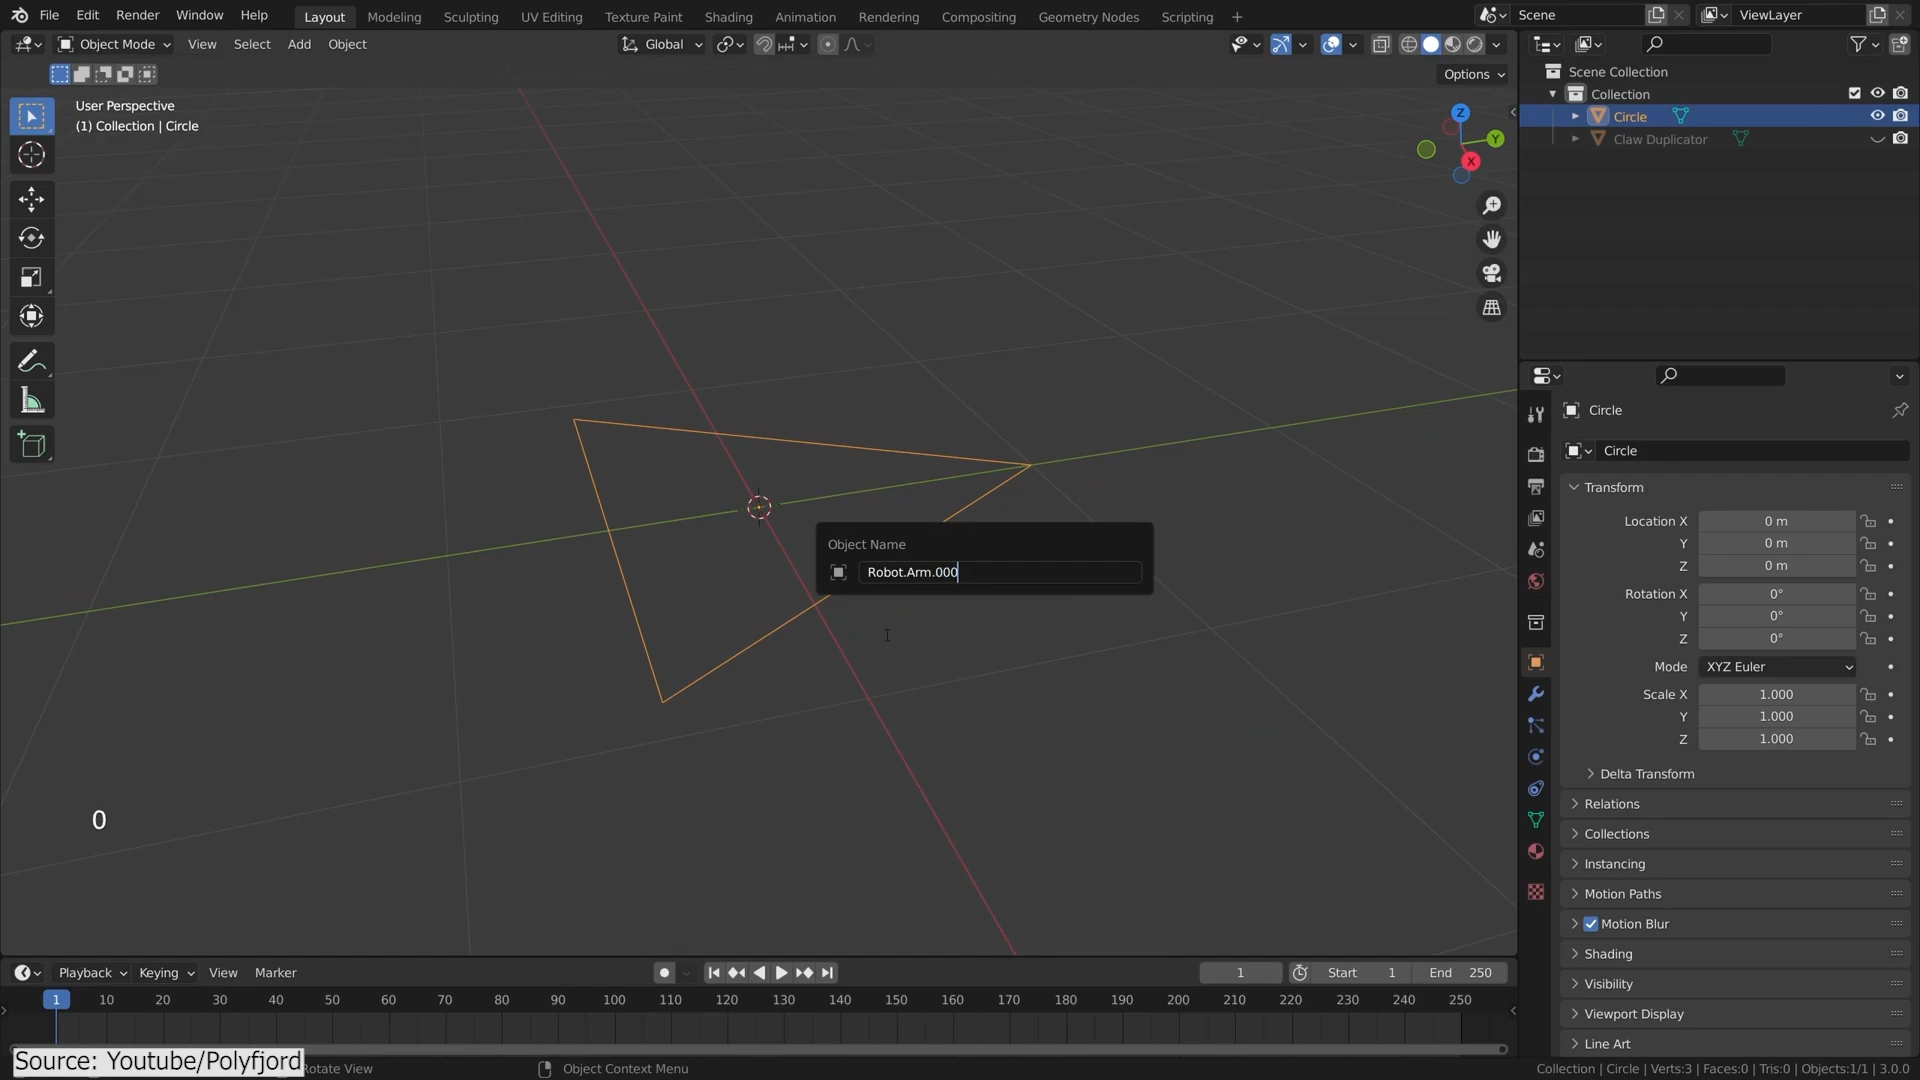 File Edit Render Window Help Layout Modeling Sculpting UV Editing Texture Paint Shading Animation Rendering Compositing Geometry Nodes Scripting + Scene ViewLayer
Object Mode View Select Add Object Global
Options
User Perspective
(1) Collection | Circle
Z
Y
X
Scene Collection
Collection
Circle
Claw Duplicator
Object Name
Robot.Arm.000
0
Circle
Circle
Transform
Location X 0 m
Y 0 m
Z 0 m
Rotation X 0°
Y 0°
Z 0°
Mode XYZ Euler
Scale X 1.000
Y 1.000
Z 1.000
Delta Transform
Relations
Collections
Instancing
Motion Paths
Motion Blur
Shading
Visibility
Viewport Display
Line Art
Playback Keying View Marker 1 Start 1 End 250
1 10 20 30 40 50 60 70 80 90 100 110 120 130 140 150 160 170 180 190 200 210 220 230 240 250
Source: Youtube/Polyfjord
Rotate View Object Context Menu Collection | Circle | Verts:3 | Faces:0 | Tris:0 | Objects:1/1 | 3.0.0